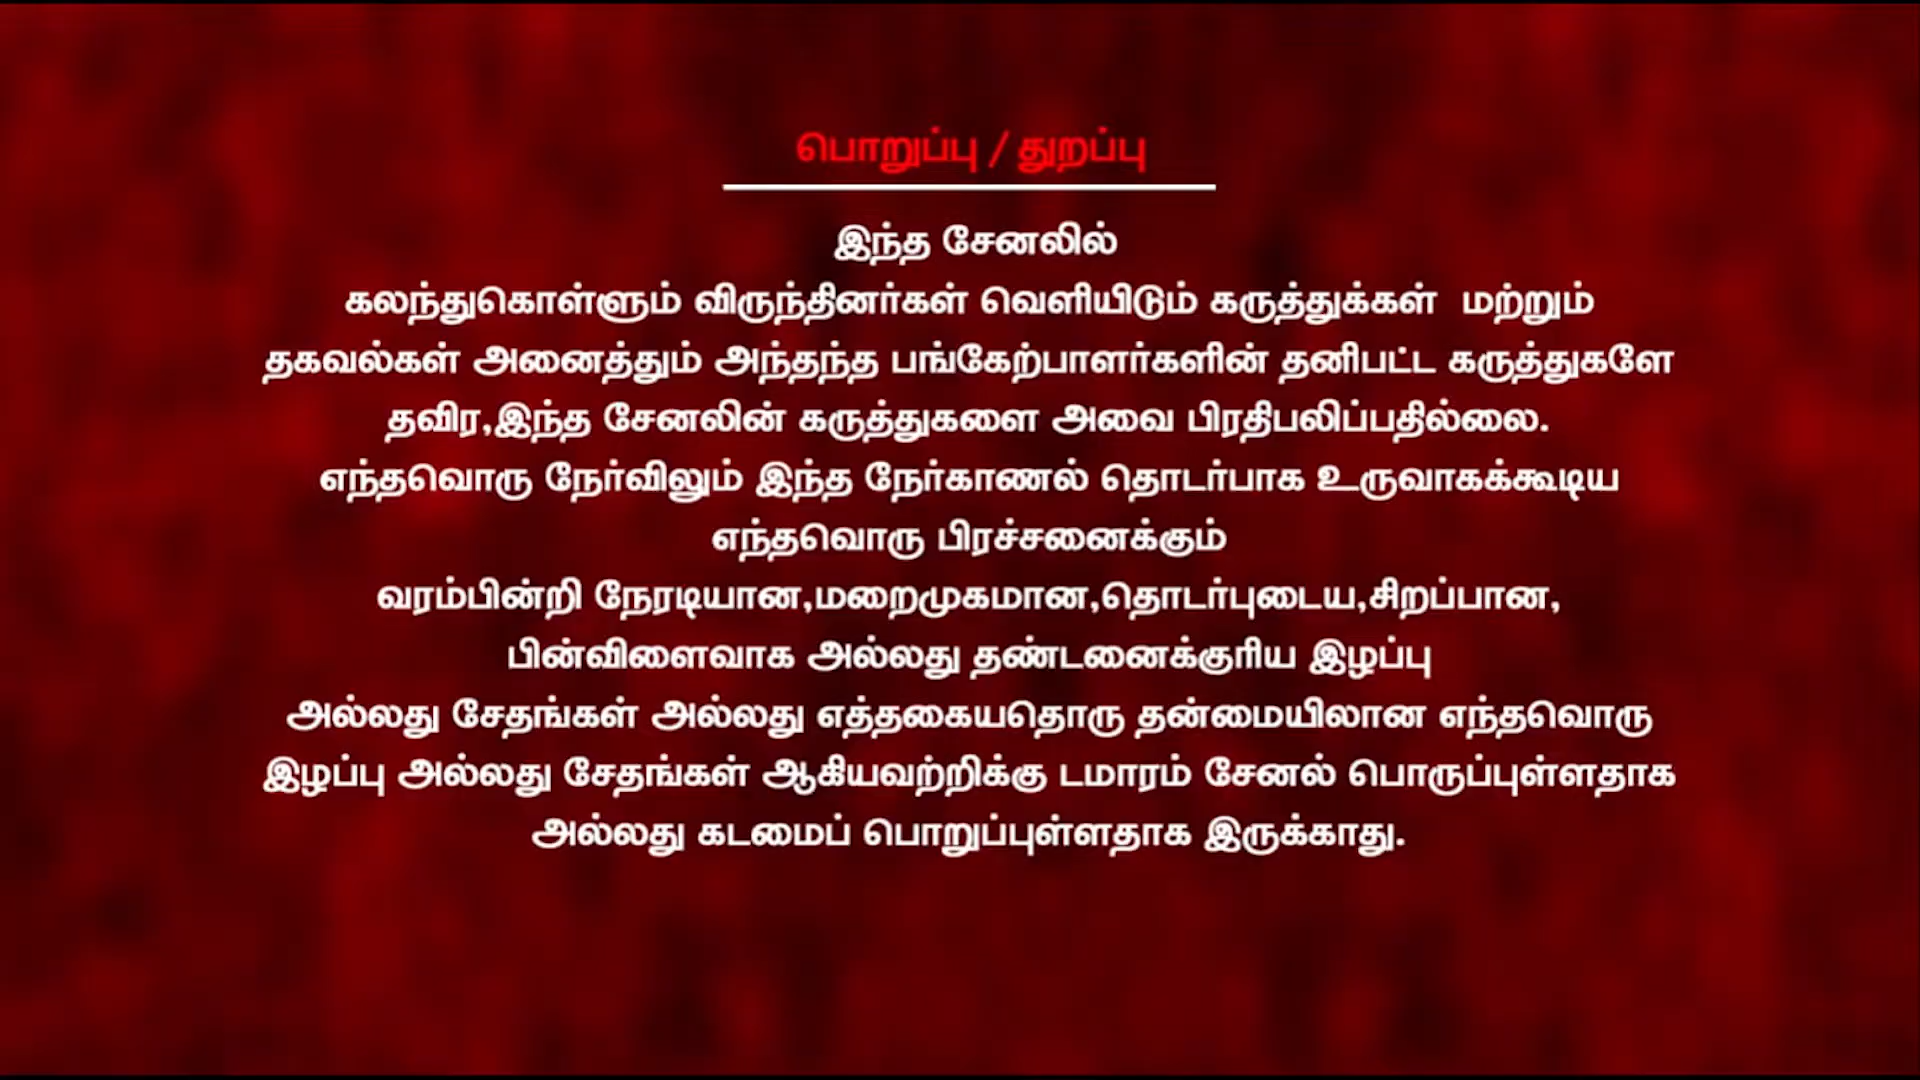 பொறுப்பு / துறப்பு
இந்த சேனலில்
கலந்துகொள்ளும் விருந்தினர்கள் வெளியிடும் கருத்துக்கள் மற்றும்
தகவல்கள் அனைத்தும் அந்தந்த பங்கேற்பாளர்களின் தனிபட்ட கருத்துகளே
தவிர,இந்த சேனலின் கருத்துகளை அவை பிரதிபலிப்பதில்லை.
எந்தவொரு நேர்விலும் இந்த நேர்காணல் தொடர்பாக உருவாகக்கூடிய
எந்தவொரு பிரச்சனைக்கும்
வரம்பின்றி நேரடியான,மறைமுகமான,தொடர்புடைய,சிறப்பான,
பின்விளைவாக அல்லது தண்டனைக்குரிய இழப்பு
அல்லது சேதங்கள் அல்லது எத்தகையதொரு தன்மையிலான எந்தவொரு
இழப்பு அல்லது சேதங்கள் ஆகியவற்றிக்கு டமாரம் சேனல் பொருப்புள்ளதாக
அல்லது கடமைப் பொறுப்புள்ளதாக இருக்காது.